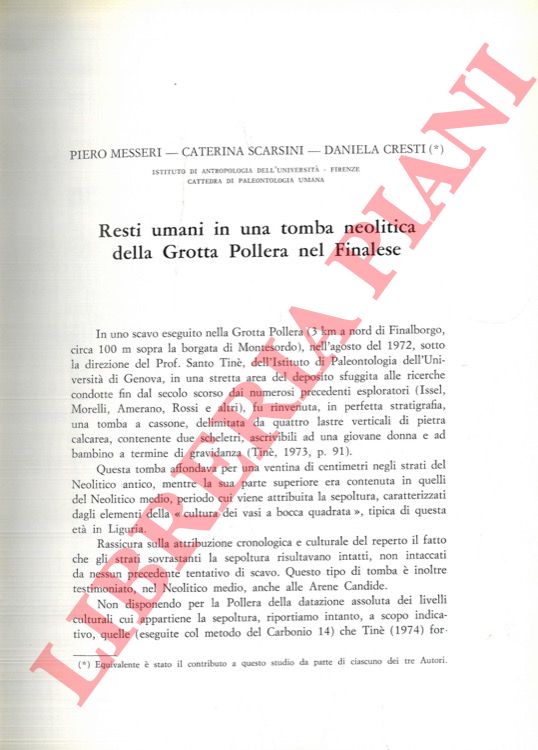 PIERO MESSERI — CATERINA SCARSINI — DANIELA CRESTI (*)
ISTITUTO DI ANTROPOLOGIA DELL'UNIVERSITÀ - FIRENZE
CATTEDRA DI PALEONTOLOGIA UMANA
Resti umani in una tomba neolitica
della Grotta Pollera nel Finalese
In uno scavo eseguito nella Grotta Pollera (3 km a nord di Finalborgo,
circa 100 m sopra la borgata di Montesordo), nell'agosto del 1972, sotto
la direzione del Prof. Santo Tinè, dell'Istituto di Paleontologia dell'Uni-
versità di Genova, in una stretta area del deposito sfuggita alle ricerche
condotte fin dal secolo scorso dai numerosi precedenti esploratori (Issel,
Morelli, Amerano, Rossi e altri), fu rinvenuta, in perfetta stratigrafia,
una tomba a cassone, delimitata da quattro lastre verticali di pietra
calcarea, contenente due scheletri, ascrivibili ad una giovane donna e ad
bambino a termine di gravidanza (Tinè, 1973, p. 91).
Questa tomba affondava per una ventina di centimetri negli strati del
Neolitico antico, mentre la sua parte superiore era contenuta in quelli
del Neolitico medio, periodo cui viene attribuita la sepoltura, caratterizzati
dagli elementi della « cultura dei vasi a bocca quadrata », tipica di questa
età in Liguria.
Rassicura sulla attribuzione cronologica e culturale del reperto il fatto
che gli strati sovrastanti la sepoltura risultavano intatti, non intaccati
da nessun precedente tentativo di scavo. Questo tipo di tomba è inoltre
testimoniato, nel Neolitico medio, anche alle Arene Candide.
Non disponendo per la Pollera della datazione assoluta dei livelli
culturali cui appartiene la sepoltura, riportiamo intanto, a scopo indica-
tivo, quelle (eseguite col metodo del Carbonio 14) che Tinè (1974) for-
(*) Equivalente è stato il contributo a questo studio da parte di ciascuno dei tre Autori.
LIBRERIA PIANI